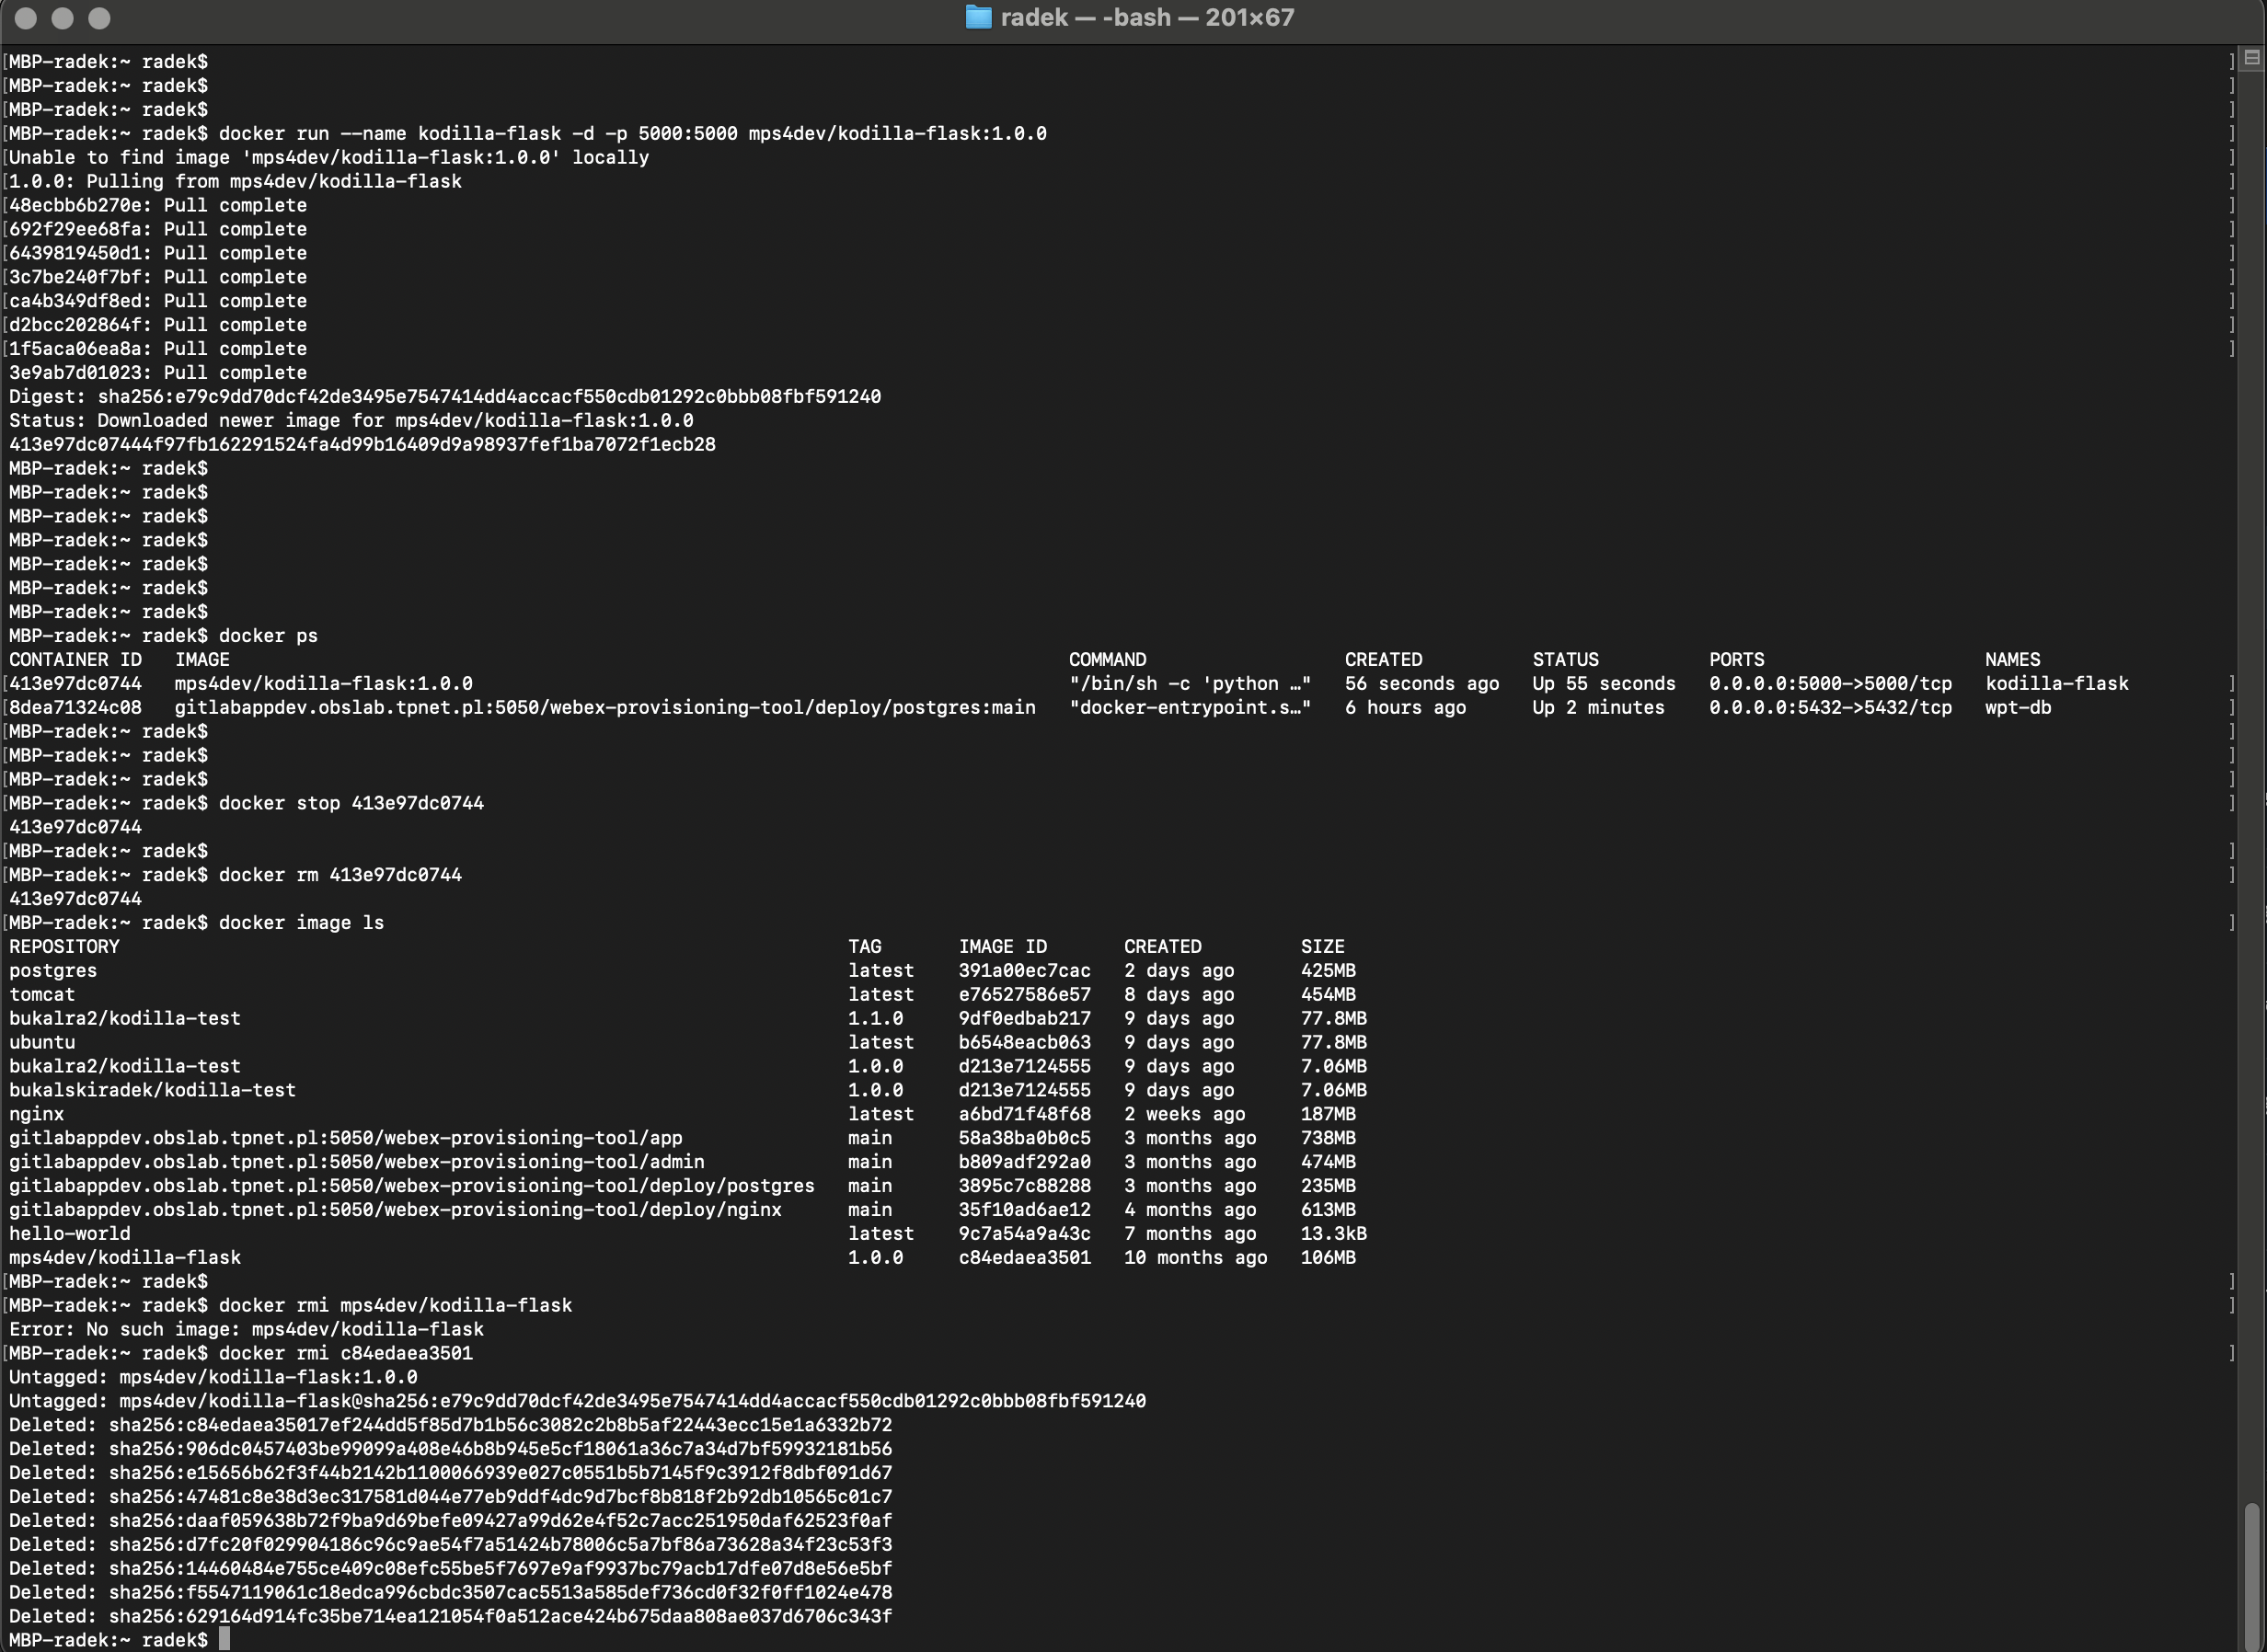 radek — -bash — 201×67
[MBP-radek:~ radek$ ]
[MBP-radek:~ radek$ ]
[MBP-radek:~ radek$ ]
[MBP-radek:~ radek$ docker run --name kodilla-flask -d -p 5000:5000 mps4dev/kodilla-flask:1.0.0 ]
[Unable to find image 'mps4dev/kodilla-flask:1.0.0' locally ]
[1.0.0: Pulling from mps4dev/kodilla-flask ]
[48ecbb6b270e: Pull complete ]
[692f29ee68fa: Pull complete ]
[6439819450d1: Pull complete ]
[3c7be240f7bf: Pull complete ]
[ca4b349df8ed: Pull complete ]
[d2bcc202864f: Pull complete ]
[1f5aca06ea8a: Pull complete ]
3e9ab7d01023: Pull complete
Digest: sha256:e79c9dd70dcf42de3495e7547414dd4accacf550cdb01292c0bbb08fbf591240
Status: Downloaded newer image for mps4dev/kodilla-flask:1.0.0
413e97dc07444f97fb162291524fa4d99b16409d9a98937fef1ba7072f1ecb28
MBP-radek:~ radek$
MBP-radek:~ radek$
MBP-radek:~ radek$
MBP-radek:~ radek$
MBP-radek:~ radek$
MBP-radek:~ radek$
MBP-radek:~ radek$
MBP-radek:~ radek$ docker ps
CONTAINER ID   IMAGE   COMMAND   CREATED   STATUS   PORTS   NAMES
[413e97dc0744   mps4dev/kodilla-flask:1.0.0   "/bin/sh -c 'python …"   56 seconds ago   Up 55 seconds   0.0.0.0:5000->5000/tcp   kodilla-flask ]
[8dea71324c08   gitlabappdev.obslab.tpnet.pl:5050/webex-provisioning-tool/deploy/postgres:main   "docker-entrypoint.s…"   6 hours ago   Up 2 minutes   0.0.0.0:5432->5432/tcp   wpt-db ]
[MBP-radek:~ radek$ ]
[MBP-radek:~ radek$ ]
[MBP-radek:~ radek$ ]
[MBP-radek:~ radek$ docker stop 413e97dc0744 ]
413e97dc0744
[MBP-radek:~ radek$ ]
[MBP-radek:~ radek$ docker rm 413e97dc0744 ]
413e97dc0744
[MBP-radek:~ radek$ docker image ls ]
REPOSITORY   TAG   IMAGE ID   CREATED   SIZE
postgres   latest   391a00ec7cac   2 days ago   425MB
tomcat   latest   e76527586e57   8 days ago   454MB
bukalra2/kodilla-test   1.1.0   9df0edbab217   9 days ago   77.8MB
ubuntu   latest   b6548eacb063   9 days ago   77.8MB
bukalra2/kodilla-test   1.0.0   d213e7124555   9 days ago   7.06MB
bukalskiradek/kodilla-test   1.0.0   d213e7124555   9 days ago   7.06MB
nginx   latest   a6bd71f48f68   2 weeks ago   187MB
gitlabappdev.obslab.tpnet.pl:5050/webex-provisioning-tool/app   main   58a38ba0b0c5   3 months ago   738MB
gitlabappdev.obslab.tpnet.pl:5050/webex-provisioning-tool/admin   main   b809adf292a0   3 months ago   474MB
gitlabappdev.obslab.tpnet.pl:5050/webex-provisioning-tool/deploy/postgres   main   3895c7c88288   3 months ago   235MB
gitlabappdev.obslab.tpnet.pl:5050/webex-provisioning-tool/deploy/nginx   main   35f10ad6ae12   4 months ago   613MB
hello-world   latest   9c7a54a9a43c   7 months ago   13.3kB
mps4dev/kodilla-flask   1.0.0   c84edaea3501   10 months ago   106MB
[MBP-radek:~ radek$ ]
[MBP-radek:~ radek$ docker rmi mps4dev/kodilla-flask ]
Error: No such image: mps4dev/kodilla-flask
[MBP-radek:~ radek$ docker rmi c84edaea3501 ]
Untagged: mps4dev/kodilla-flask:1.0.0
Untagged: mps4dev/kodilla-flask@sha256:e79c9dd70dcf42de3495e7547414dd4accacf550cdb01292c0bbb08fbf591240
Deleted: sha256:c84edaea35017ef244dd5f85d7b1b56c3082c2b8b5af22443ecc15e1a6332b72
Deleted: sha256:906dc0457403be99099a408e46b8b945e5cf18061a36c7a34d7bf59932181b56
Deleted: sha256:e15656b62f3f44b2142b1100066939e027c0551b5b7145f9c3912f8dbf091d67
Deleted: sha256:47481c8e38d3ec317581d044e77eb9ddf4dc9d7bcf8b818f2b92db10565c01c7
Deleted: sha256:daaf059638b72f9ba9d69befe09427a99d62e4f52c7acc251950daf62523f0af
Deleted: sha256:d7fc20f029904186c96c9ae54f7a51424b78006c5a7bf86a73628a34f23c53f3
Deleted: sha256:14460484e755ce409c08efc55be5f7697e9af9937bc79acb17dfe07d8e56e5bf
Deleted: sha256:f5547119061c18edca996cbdc3507cac5513a585def736cd0f32f0ff1024e478
Deleted: sha256:629164d914fc35be714ea121054f0a512ace424b675daa808ae037d6706c343f
MBP-radek:~ radek$